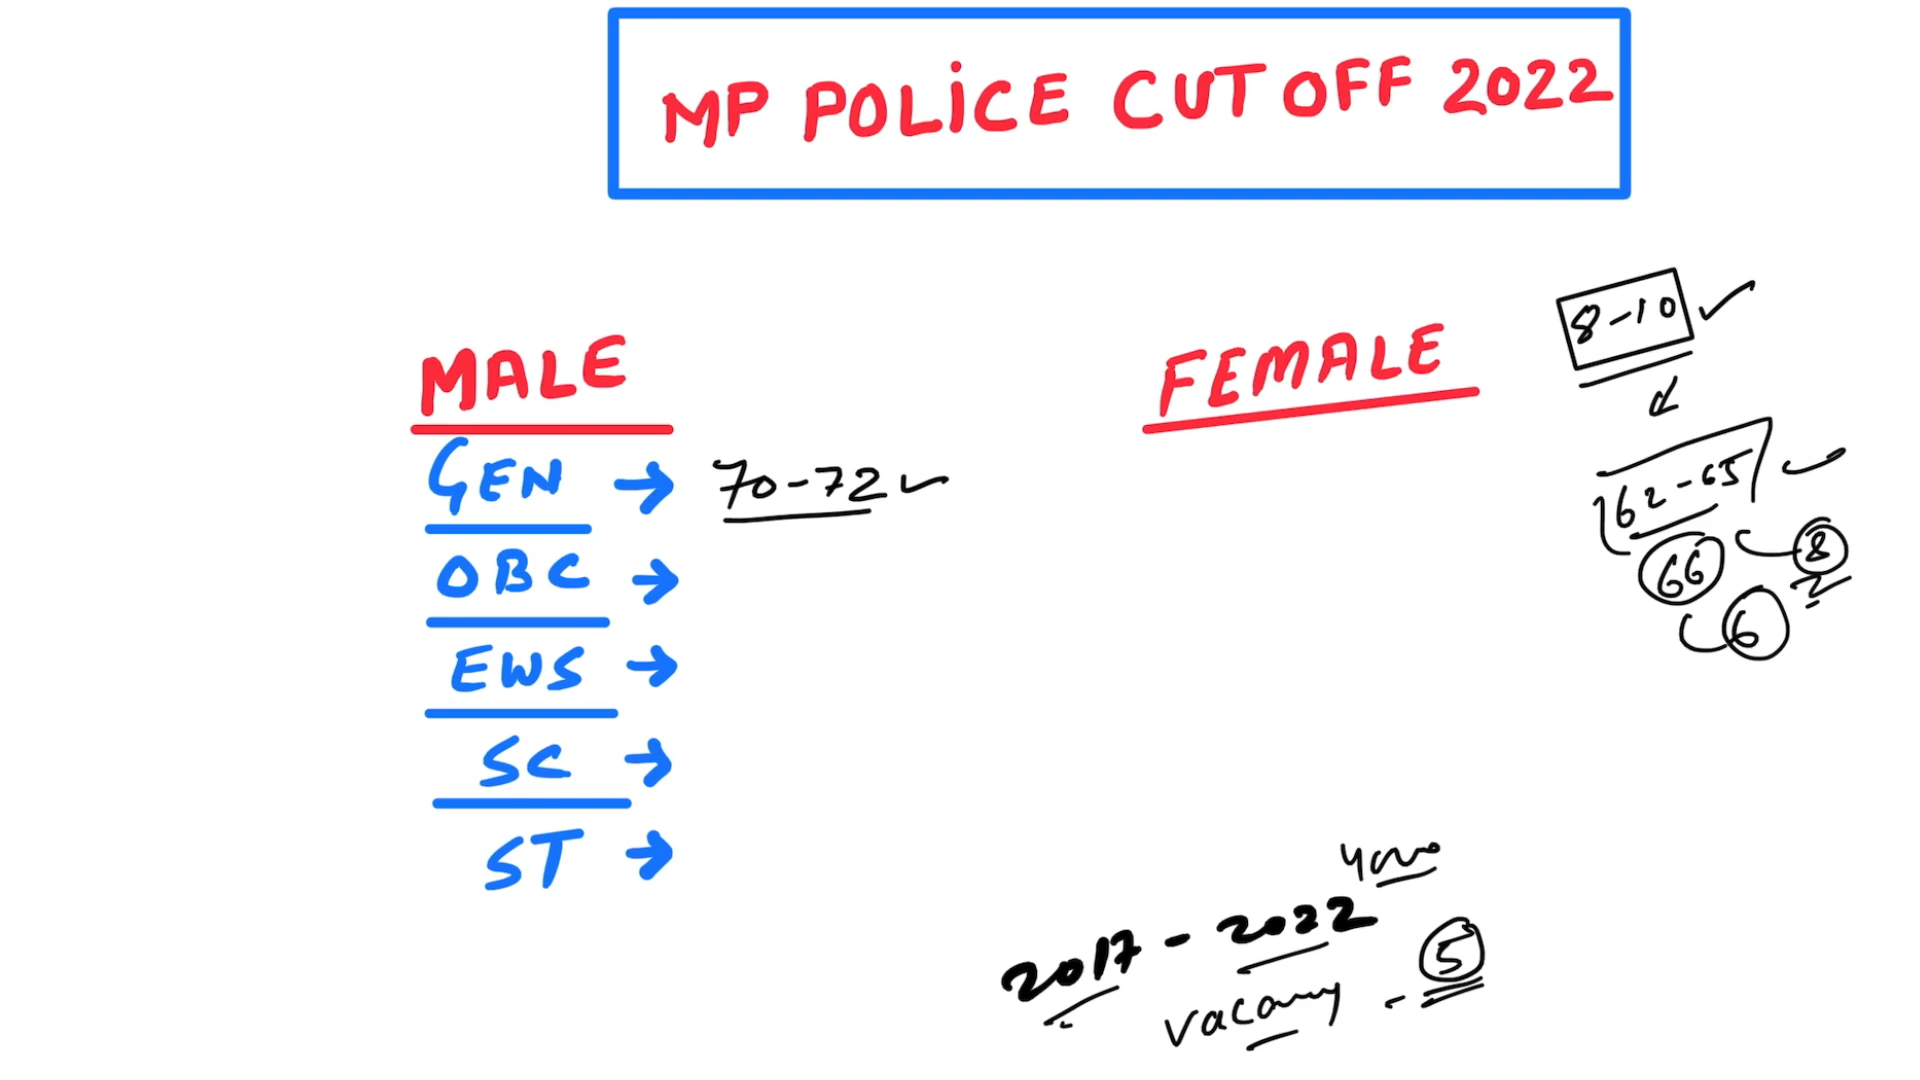 MP POLiCE CUT OFF 2022
MALE
GEN → 70-72
OBC →
EWS →
SC →
ST →
FEMALE
8-10
62-65
66
8
6
4000
2017 - 2022
vacancy - 5